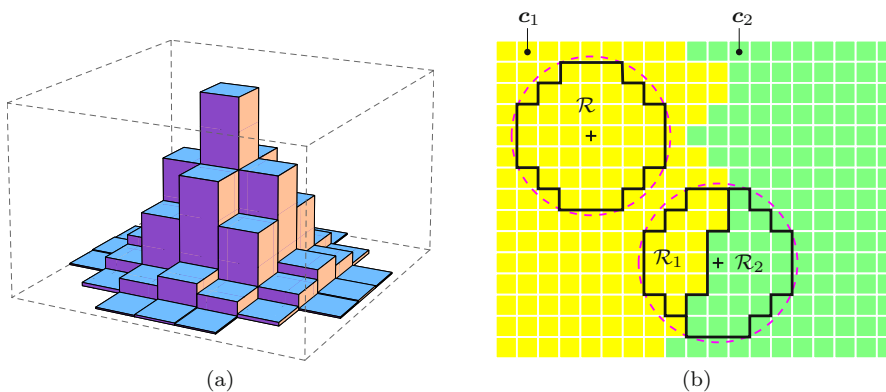 c₁ c₂
ℛ
+
ℛ₁ + ℛ₂
(a) (b)